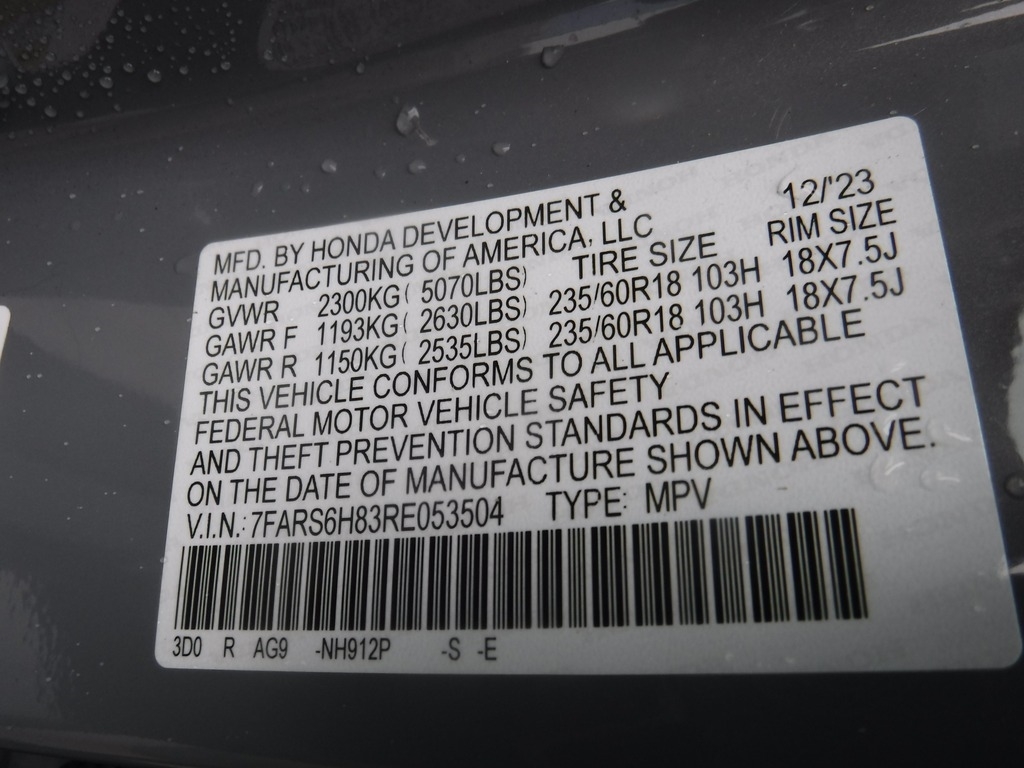 MFD. BY HONDA DEVELOPMENT & 12/'23
MANUFACTURING OF AMERICA, LLC
TIRE SIZE RIM SIZE
GVWR 2300KG( 5070LBS)
GAWR F 1193KG( 2630LBS) 235/60R18 103H 18X7.5J
GAWR R 1150KG( 2535LBS) 235/60R18 103H 18X7.5J
THIS VEHICLE CONFORMS TO ALL APPLICABLE
FEDERAL MOTOR VEHICLE SAFETY
AND THEFT PREVENTION STANDARDS IN EFFECT
ON THE DATE OF MANUFACTURE SHOWN ABOVE.
V.I.N.: 7FARS6H83RE053504 TYPE: MPV
3D0 R AG9 -NH912P -S -E